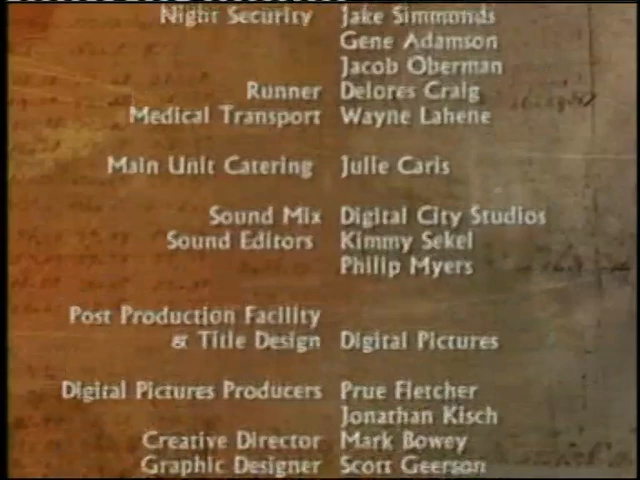 Night Security Jake Simmonds
Gene Adamson
Jacob Oberman
Runner Delores Craig
Medical Transport Wayne Lahene
Main Unit Catering Julie Caris
Sound Mix Digital City Studios
Sound Editors Kimmy Sekel
Philip Myers
Post Production Facility
& Title Design Digital Pictures
Digital Pictures Producers Prue Fletcher
Jonathan Kisch
Creative Director Mark Bowey
Graphic Designer Scott Geerson